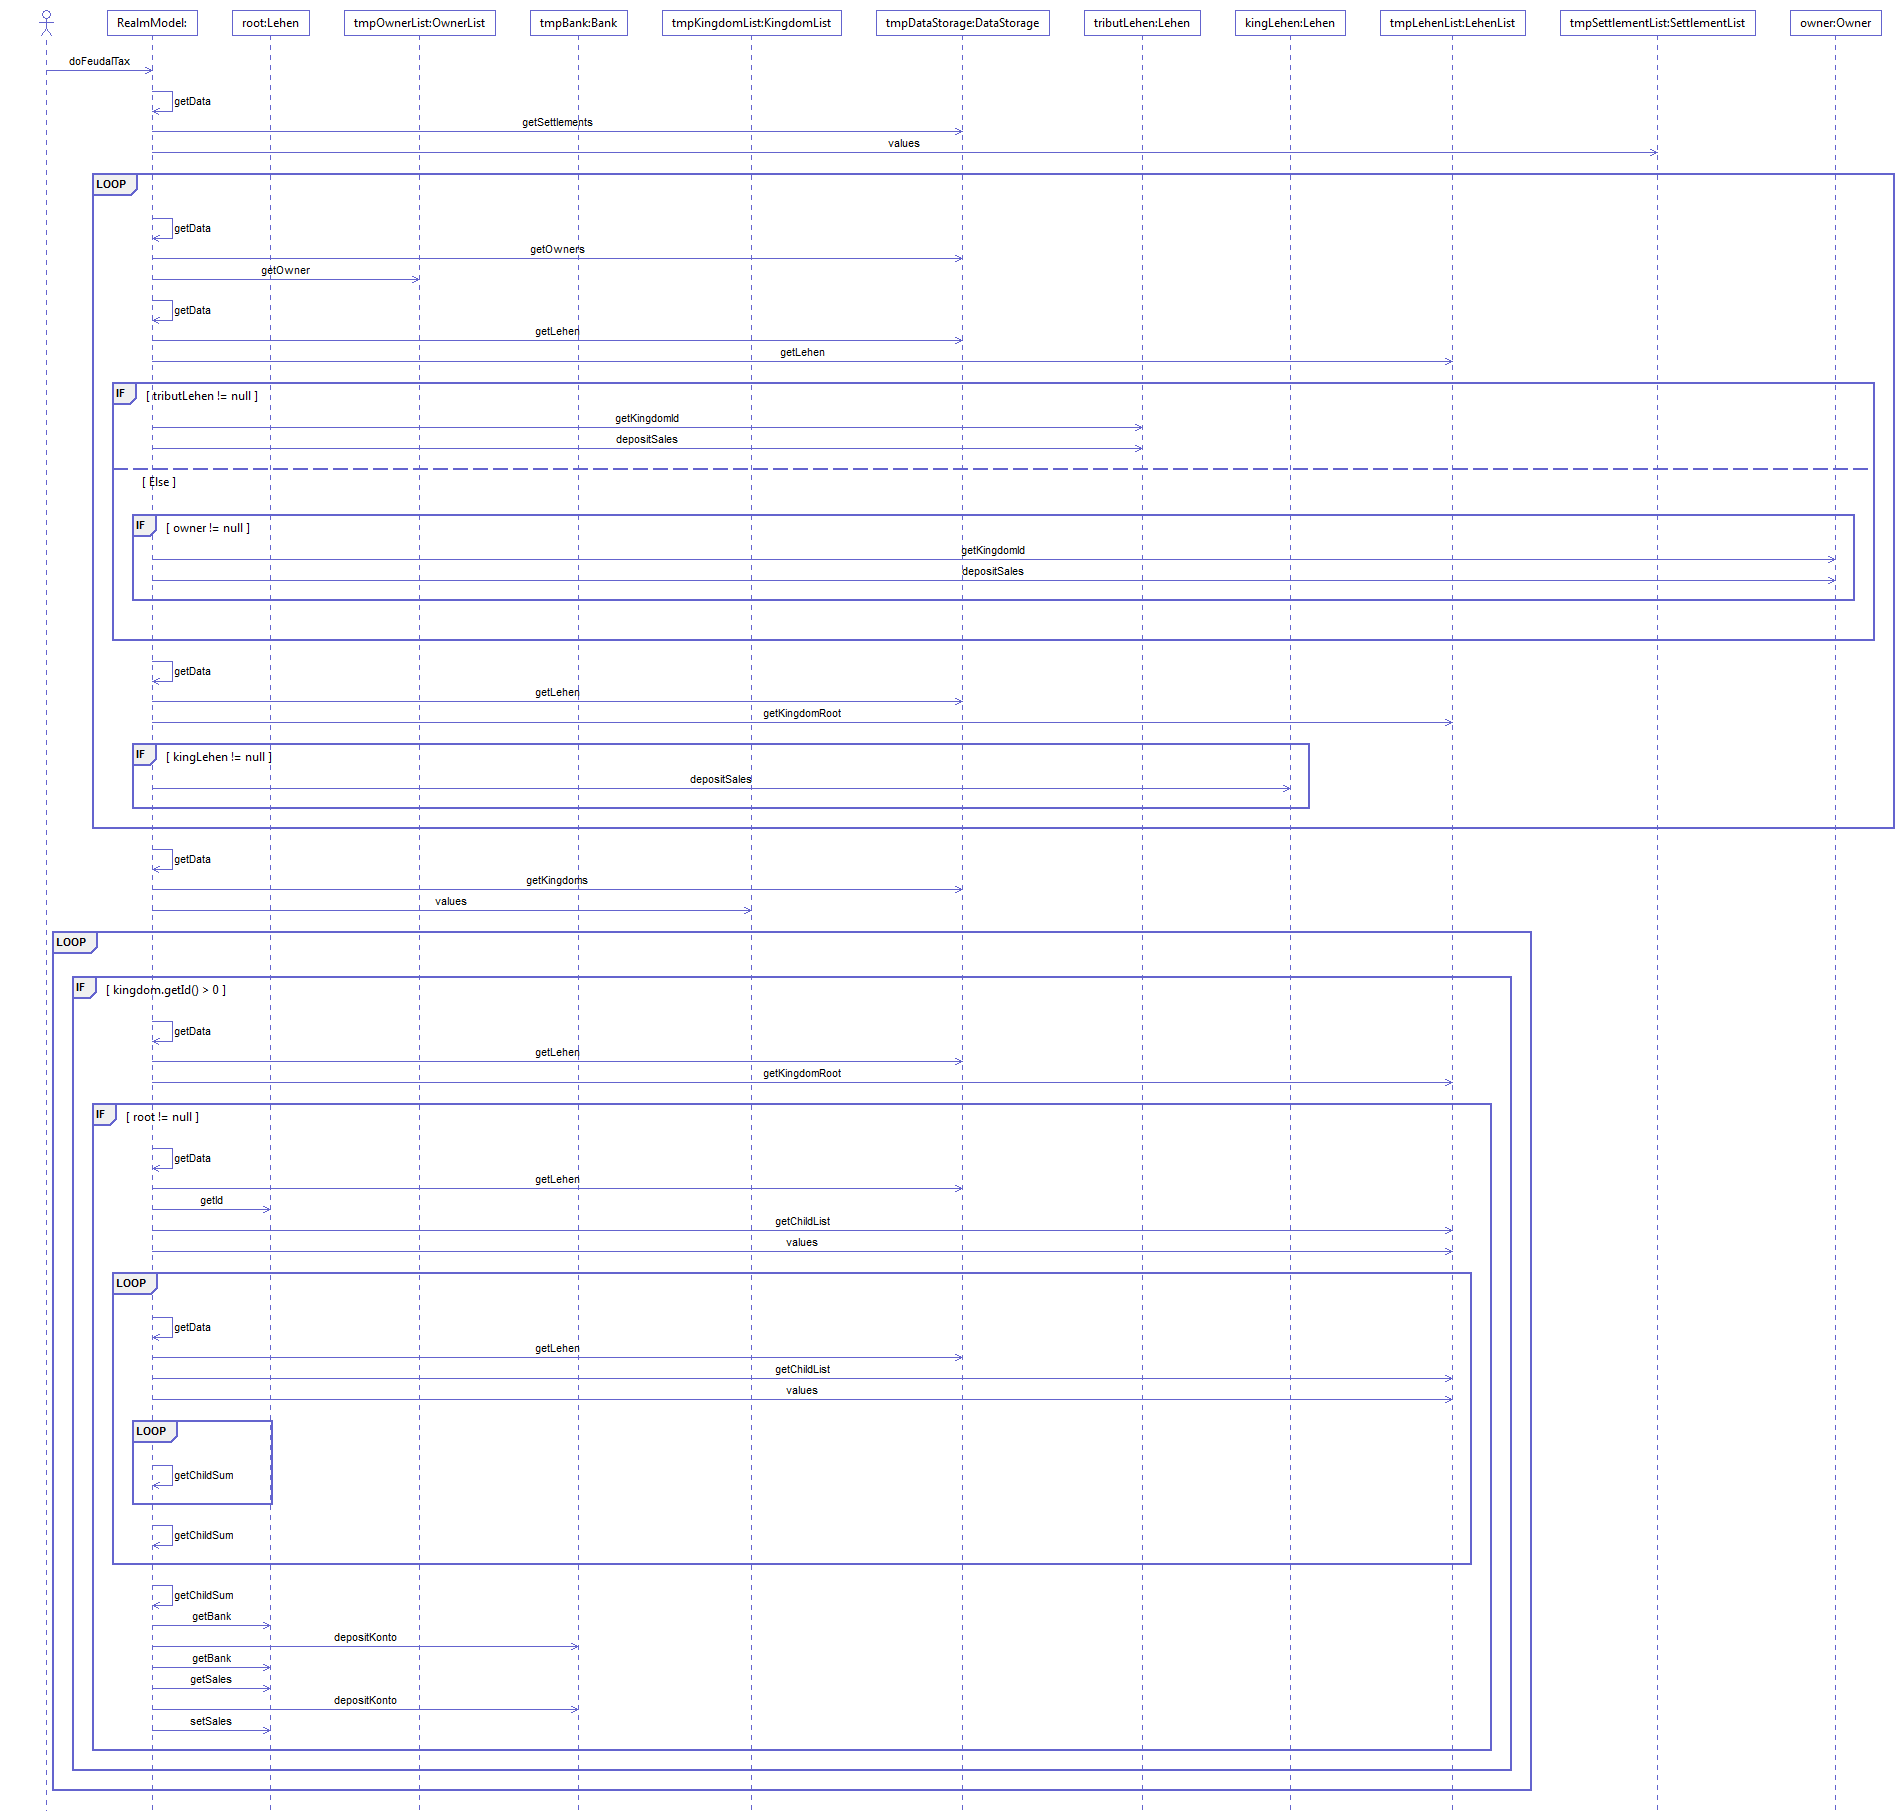 RealmModel: root:Lehen tmpOwnerList:OwnerList tmpBank:Bank tmpKingdomList:KingdomList tmpDataStorage:DataStorage tributLehen:Lehen kingLehen:Lehen tmpLehenList:LehenList tmpSettlementList:SettlementList owner:Owner
doFeudalTax
getData
getSettlements
values
LOOP
getData
getOwners
getOwner
getData
getLehen
getLehen
IF [ tributLehen != null ]
getKingdomId
depositSales
[ Else ]
IF [ owner != null ]
getKingdomId
depositSales
getData
getLehen
getKingdomRoot
IF [ kingLehen != null ]
depositSales
getData
getKingdoms
values
LOOP
IF [ kingdom.getId() > 0 ]
getData
getLehen
getKingdomRoot
IF [ root != null ]
getData
getLehen
getId
getChildList
values
LOOP
getData
getLehen
getChildList
values
LOOP
getChildSum
getChildSum
getChildSum
getBank
depositKonto
getBank
getSales
depositKonto
setSales